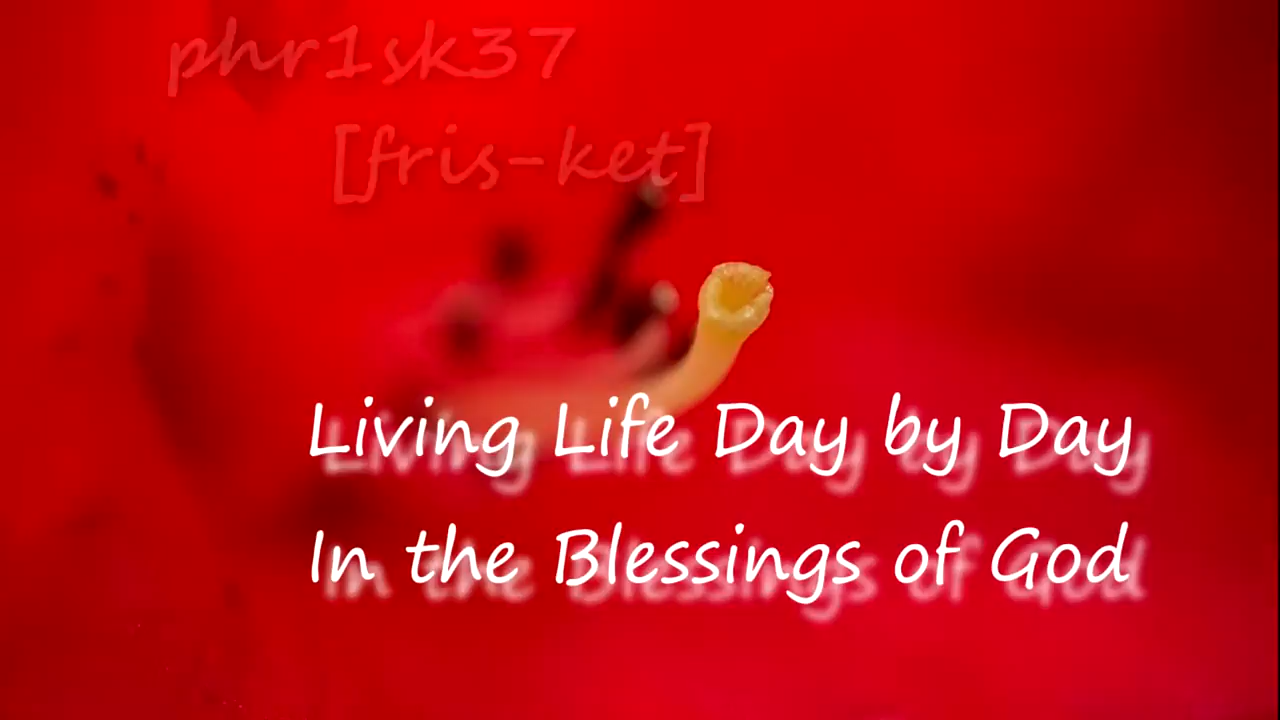 phr1sk37
[fris-ket]
Living Life Day by Day
In the Blessings of God